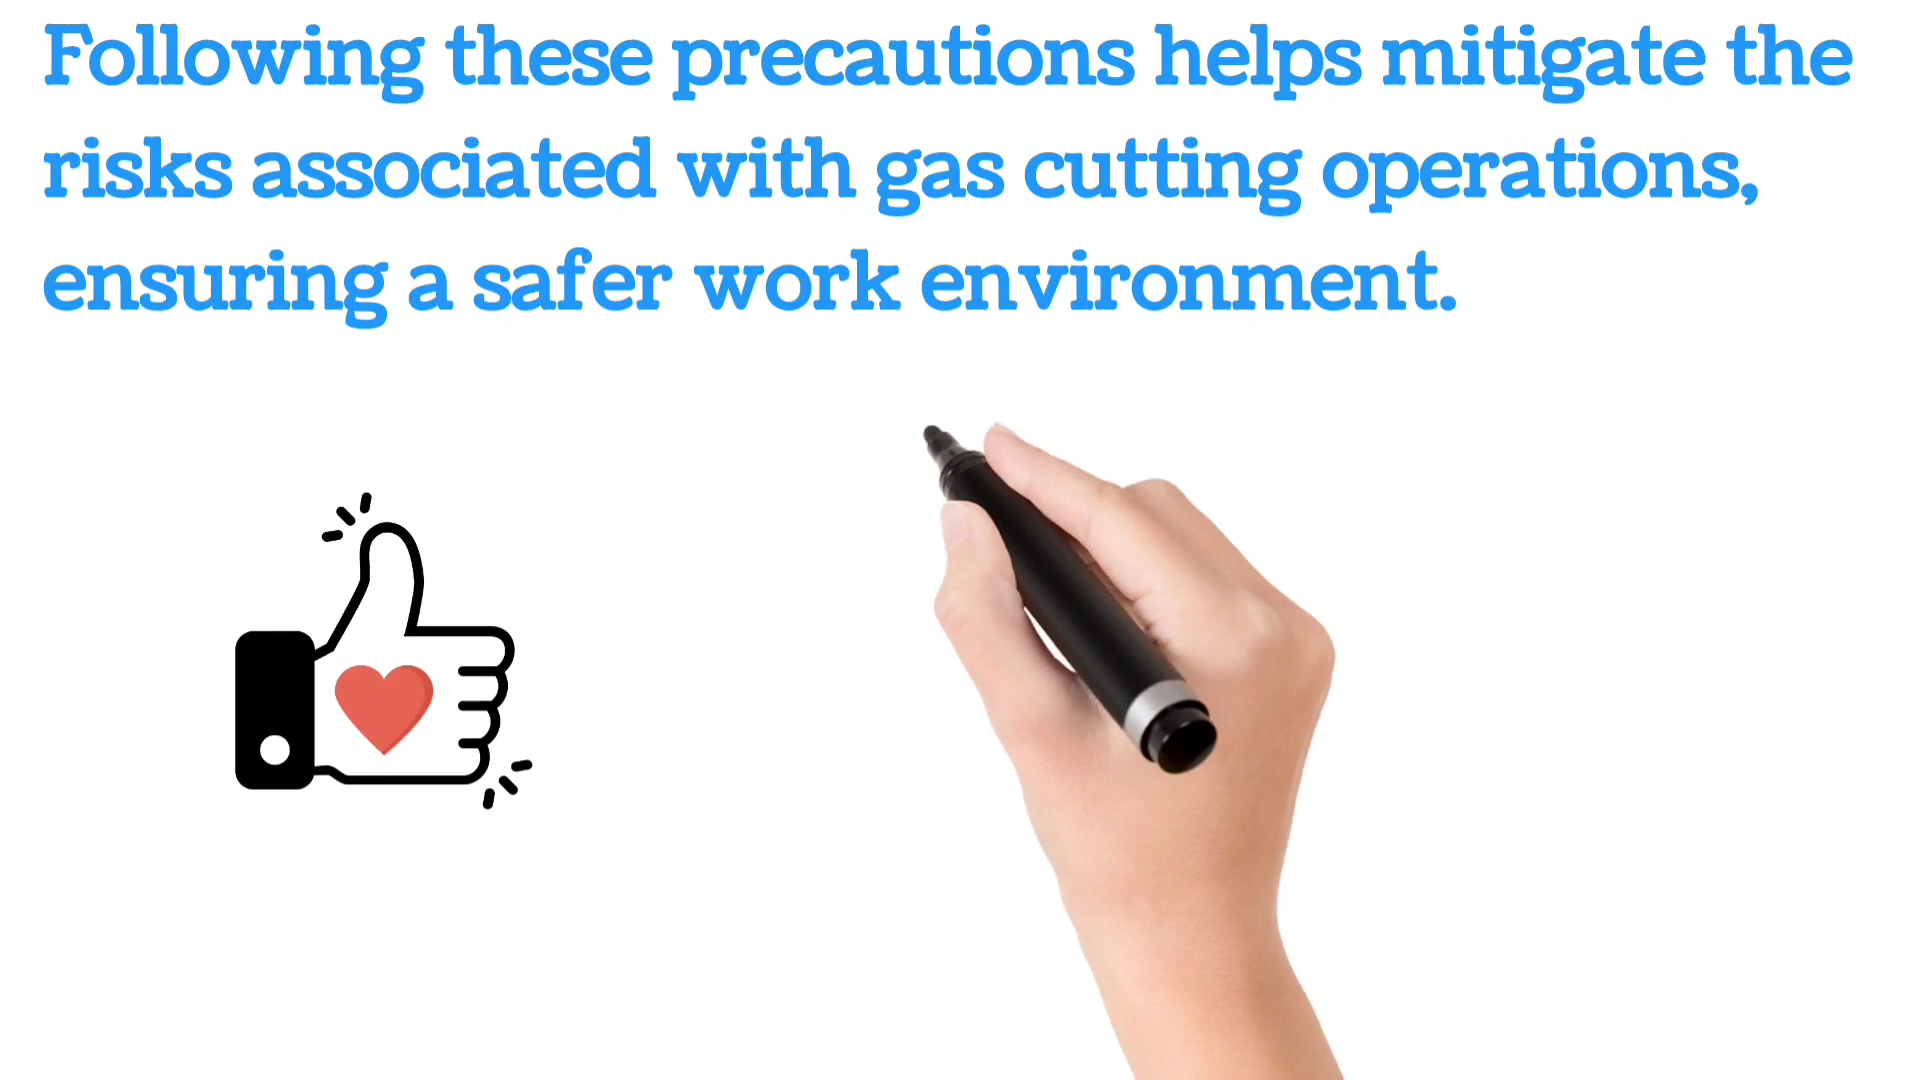 Following these precautions helps mitigate the
risks associated with gas cutting operations,
ensuring a safer work environment.